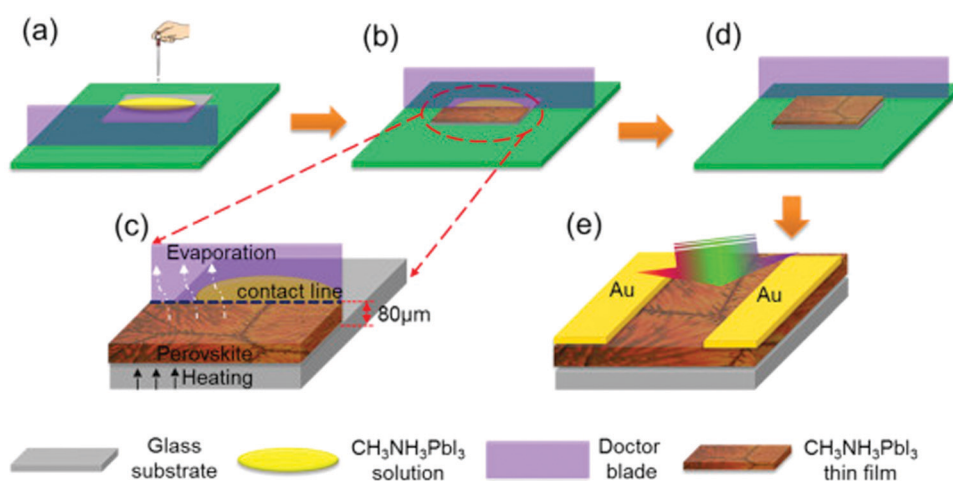 (a)
(b)
(d)
(c)
Evaporation
contact line
80μm
Perovskite
Heating
(e)
Au
Au
Glass
substrate
CH₃NH₃PbI₃
solution
Doctor
blade
CH₃NH₃PbI₃
thin film